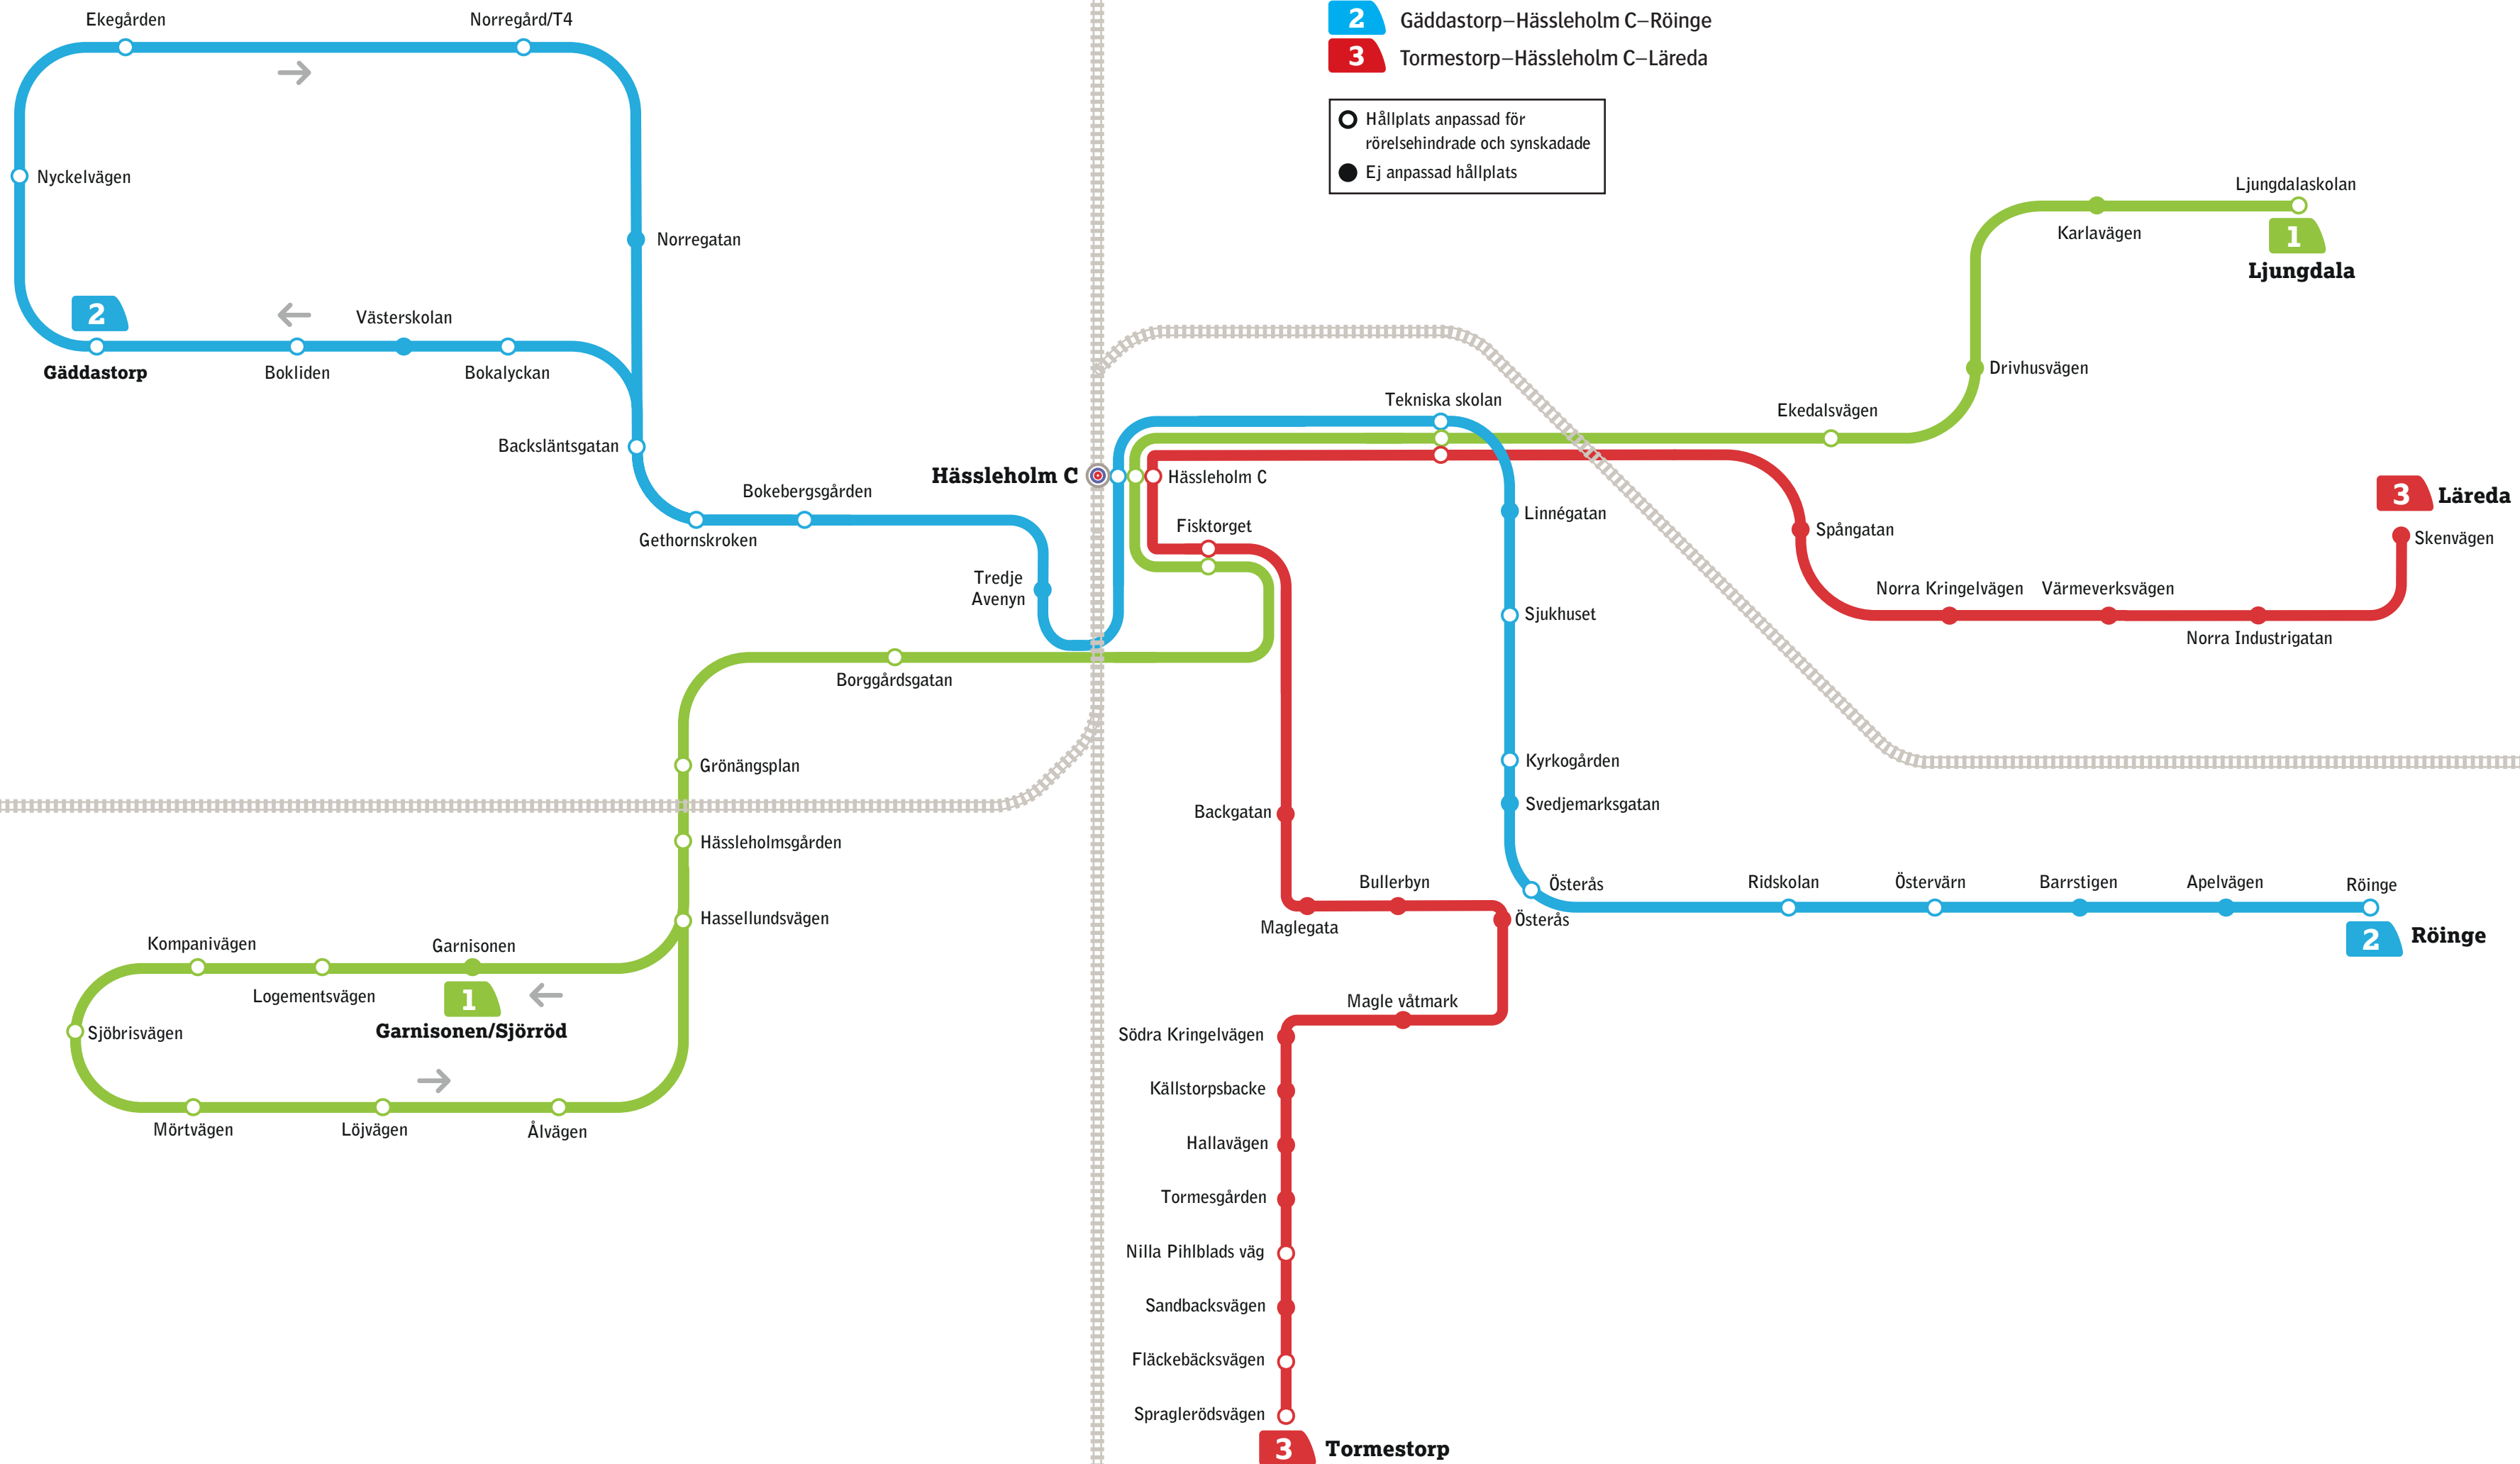 Ekegården
Norregård/T4
2 Gäddastorp–Hässleholm C–Röinge
3 Tormestorp–Hässleholm C–Läreda
Hållplats anpassad för
rörelsehindrade och synskadade
Ej anpassad hållplats
Nyckelvägen
Norregatan
Ljungdalaskolan
Karlavägen
1
Ljungdala
2
Västerskolan
Gäddastorp
Bokliden
Bokalyckan
Drivhusvägen
Tekniska skolan
Ekedalsvägen
Backsläntsgatan
Hässleholm C
Hässleholm C
Bokebergsgården
Gethornskroken
Fisktorget
Linnégatan
Spångatan
3 Läreda
Skenvägen
Tredje
Avenyn
Sjukhuset
Norra Kringelvägen
Värmeverksvägen
Norra Industrigatan
Borggårdsgatan
Grönängsplan
Kyrkogården
Svedjemarksgatan
Backgatan
Hässleholmsgården
Hassellundsvägen
Bullerbyn
Maglegata
Österås
Österås
Ridskolan
Östervärn
Barrstigen
Apelvägen
Röinge
2 Röinge
Kompanivägen
Logementsvägen
Garnisonen
1
Garnisonen/Sjörröd
Sjöbrisvägen
Mörtvägen
Löjvägen
Ålvägen
Magle våtmark
Södra Kringelvägen
Källstorpsbacke
Hallavägen
Tormesgården
Nilla Pihlblads väg
Sandbacksvägen
Fläckebäcksvägen
Spraglerödsvägen
3 Tormestorp